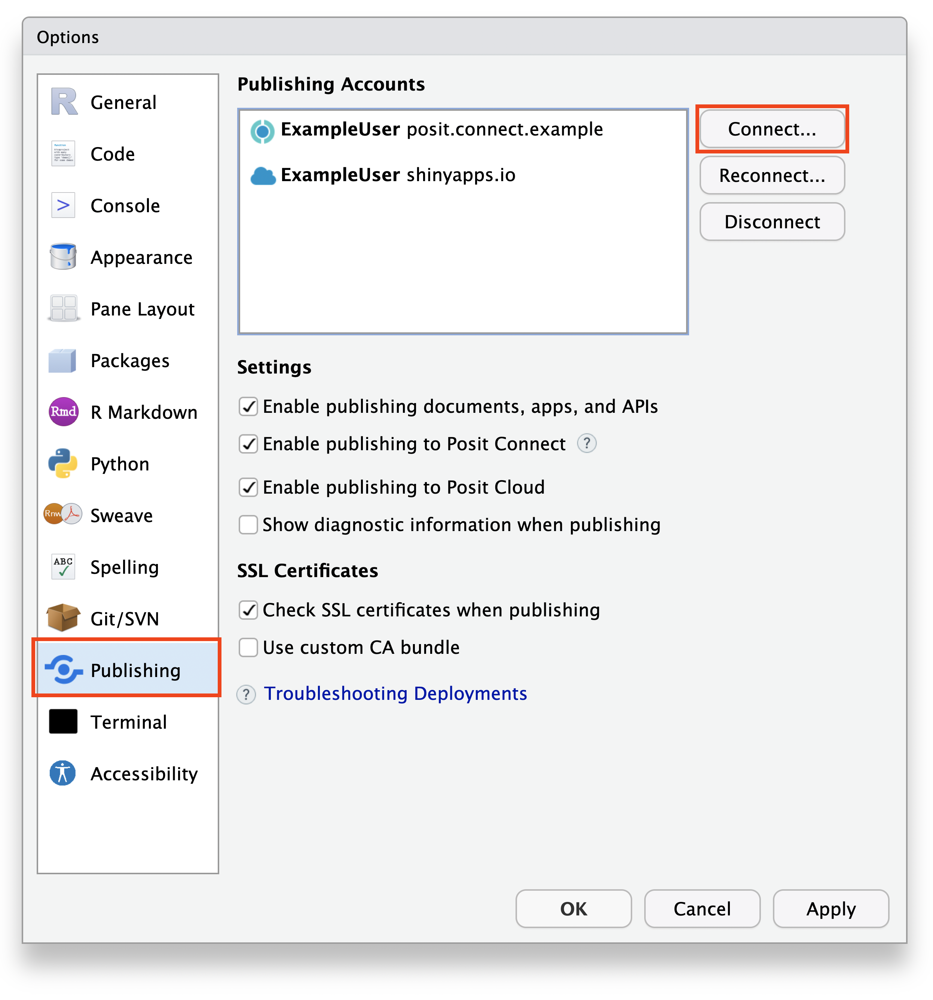 Options
General
Code
Console
Appearance
Pane Layout
Packages
Rmd
R Markdown
Python
Rnw
Sweave
ABC
Spelling
Git/SVN
Publishing
Terminal
Accessibility
Publishing Accounts
ExampleUser posit.connect.example
ExampleUser shinyapps.io
Connect...
Reconnect...
Disconnect
Settings
Enable publishing documents, apps, and APIs
Enable publishing to Posit Connect ?
Enable publishing to Posit Cloud
Show diagnostic information when publishing
SSL Certificates
Check SSL certificates when publishing
Use custom CA bundle
? Troubleshooting Deployments
OK
Cancel
Apply